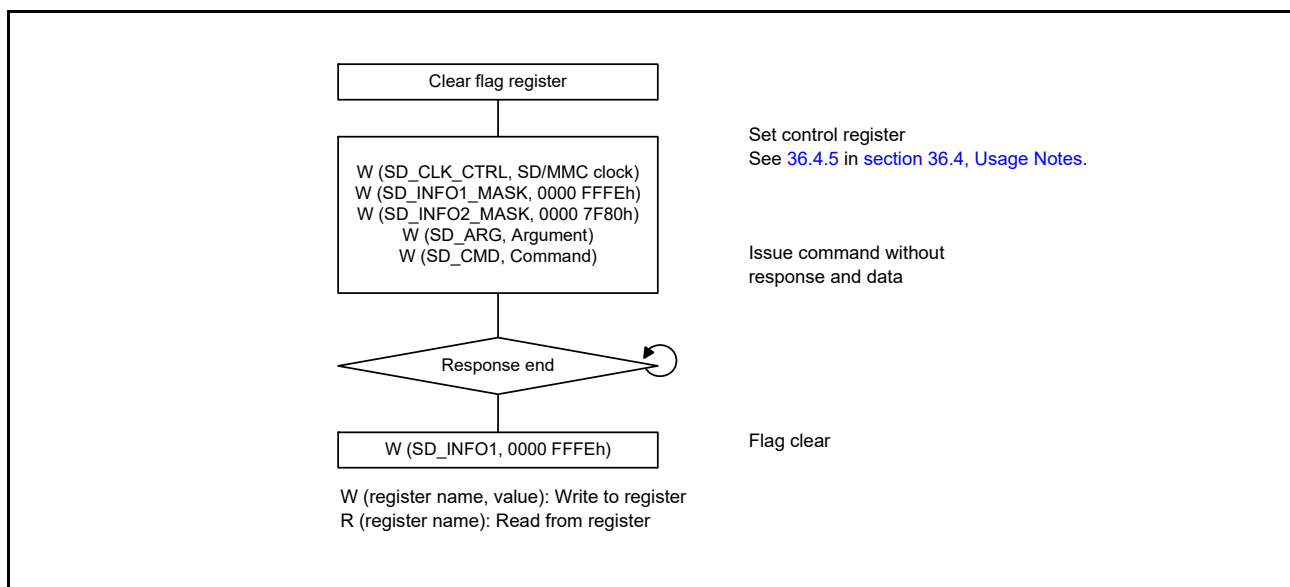 Clear flag register
Set control register
See 36.4.5 in section 36.4, Usage Notes.
W (SD_CLK_CTRL, SD/MMC clock)
W (SD_INFO1_MASK, 0000 FFFEh)
W (SD_INFO2_MASK, 0000 7F80h)
W (SD_ARG, Argument)
W (SD_CMD, Command)
Issue command without
response and data
Response end
W (SD_INFO1, 0000 FFFEh)
Flag clear
W (register name, value): Write to register
R (register name): Read from register